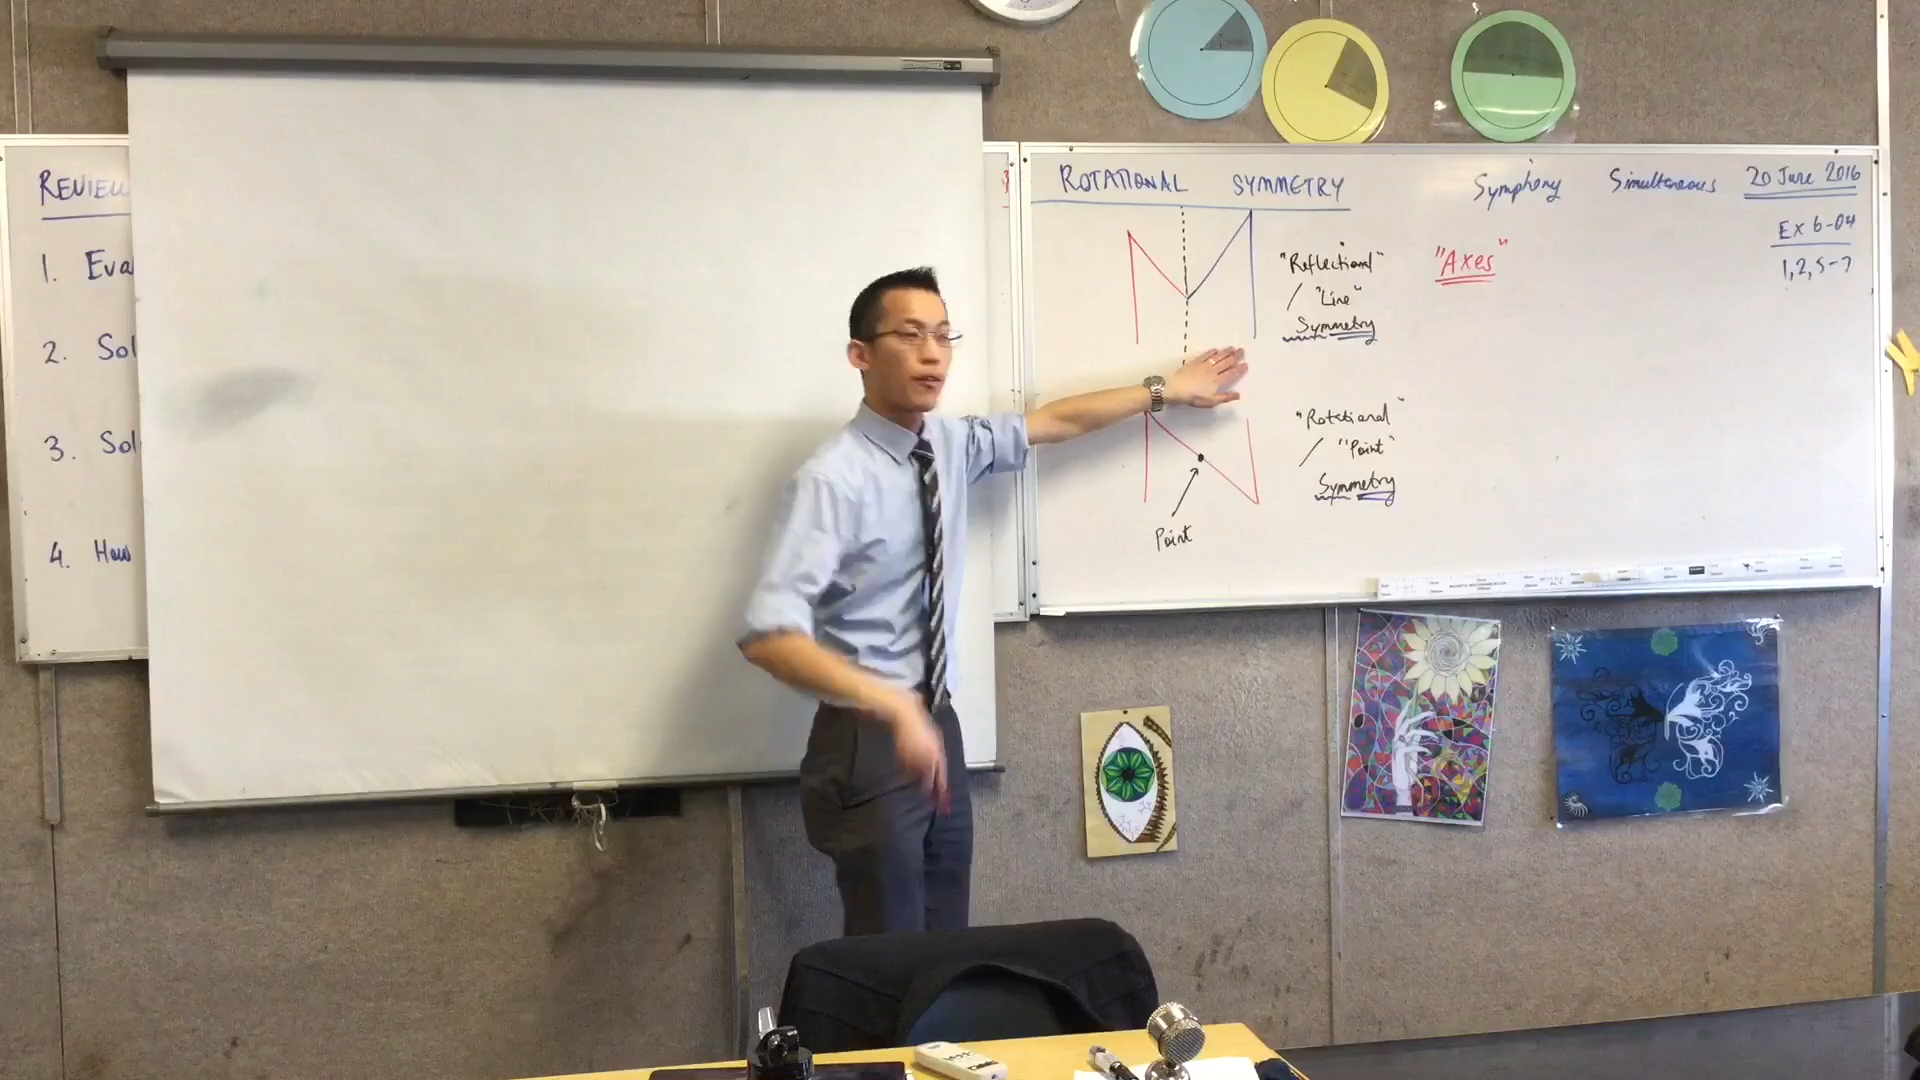 REVIEW
1. Eva
2. Sol
3. Sol
4. How
ROTATIONAL SYMMETRY
Symphony Simultaneous
20 June 2016
Ex 6-04
1,2,5-7
"Reflectional"
/ "Line"
Symmetry
"Axes"
"Rotational"
/ "Point"
Symmetry
Point